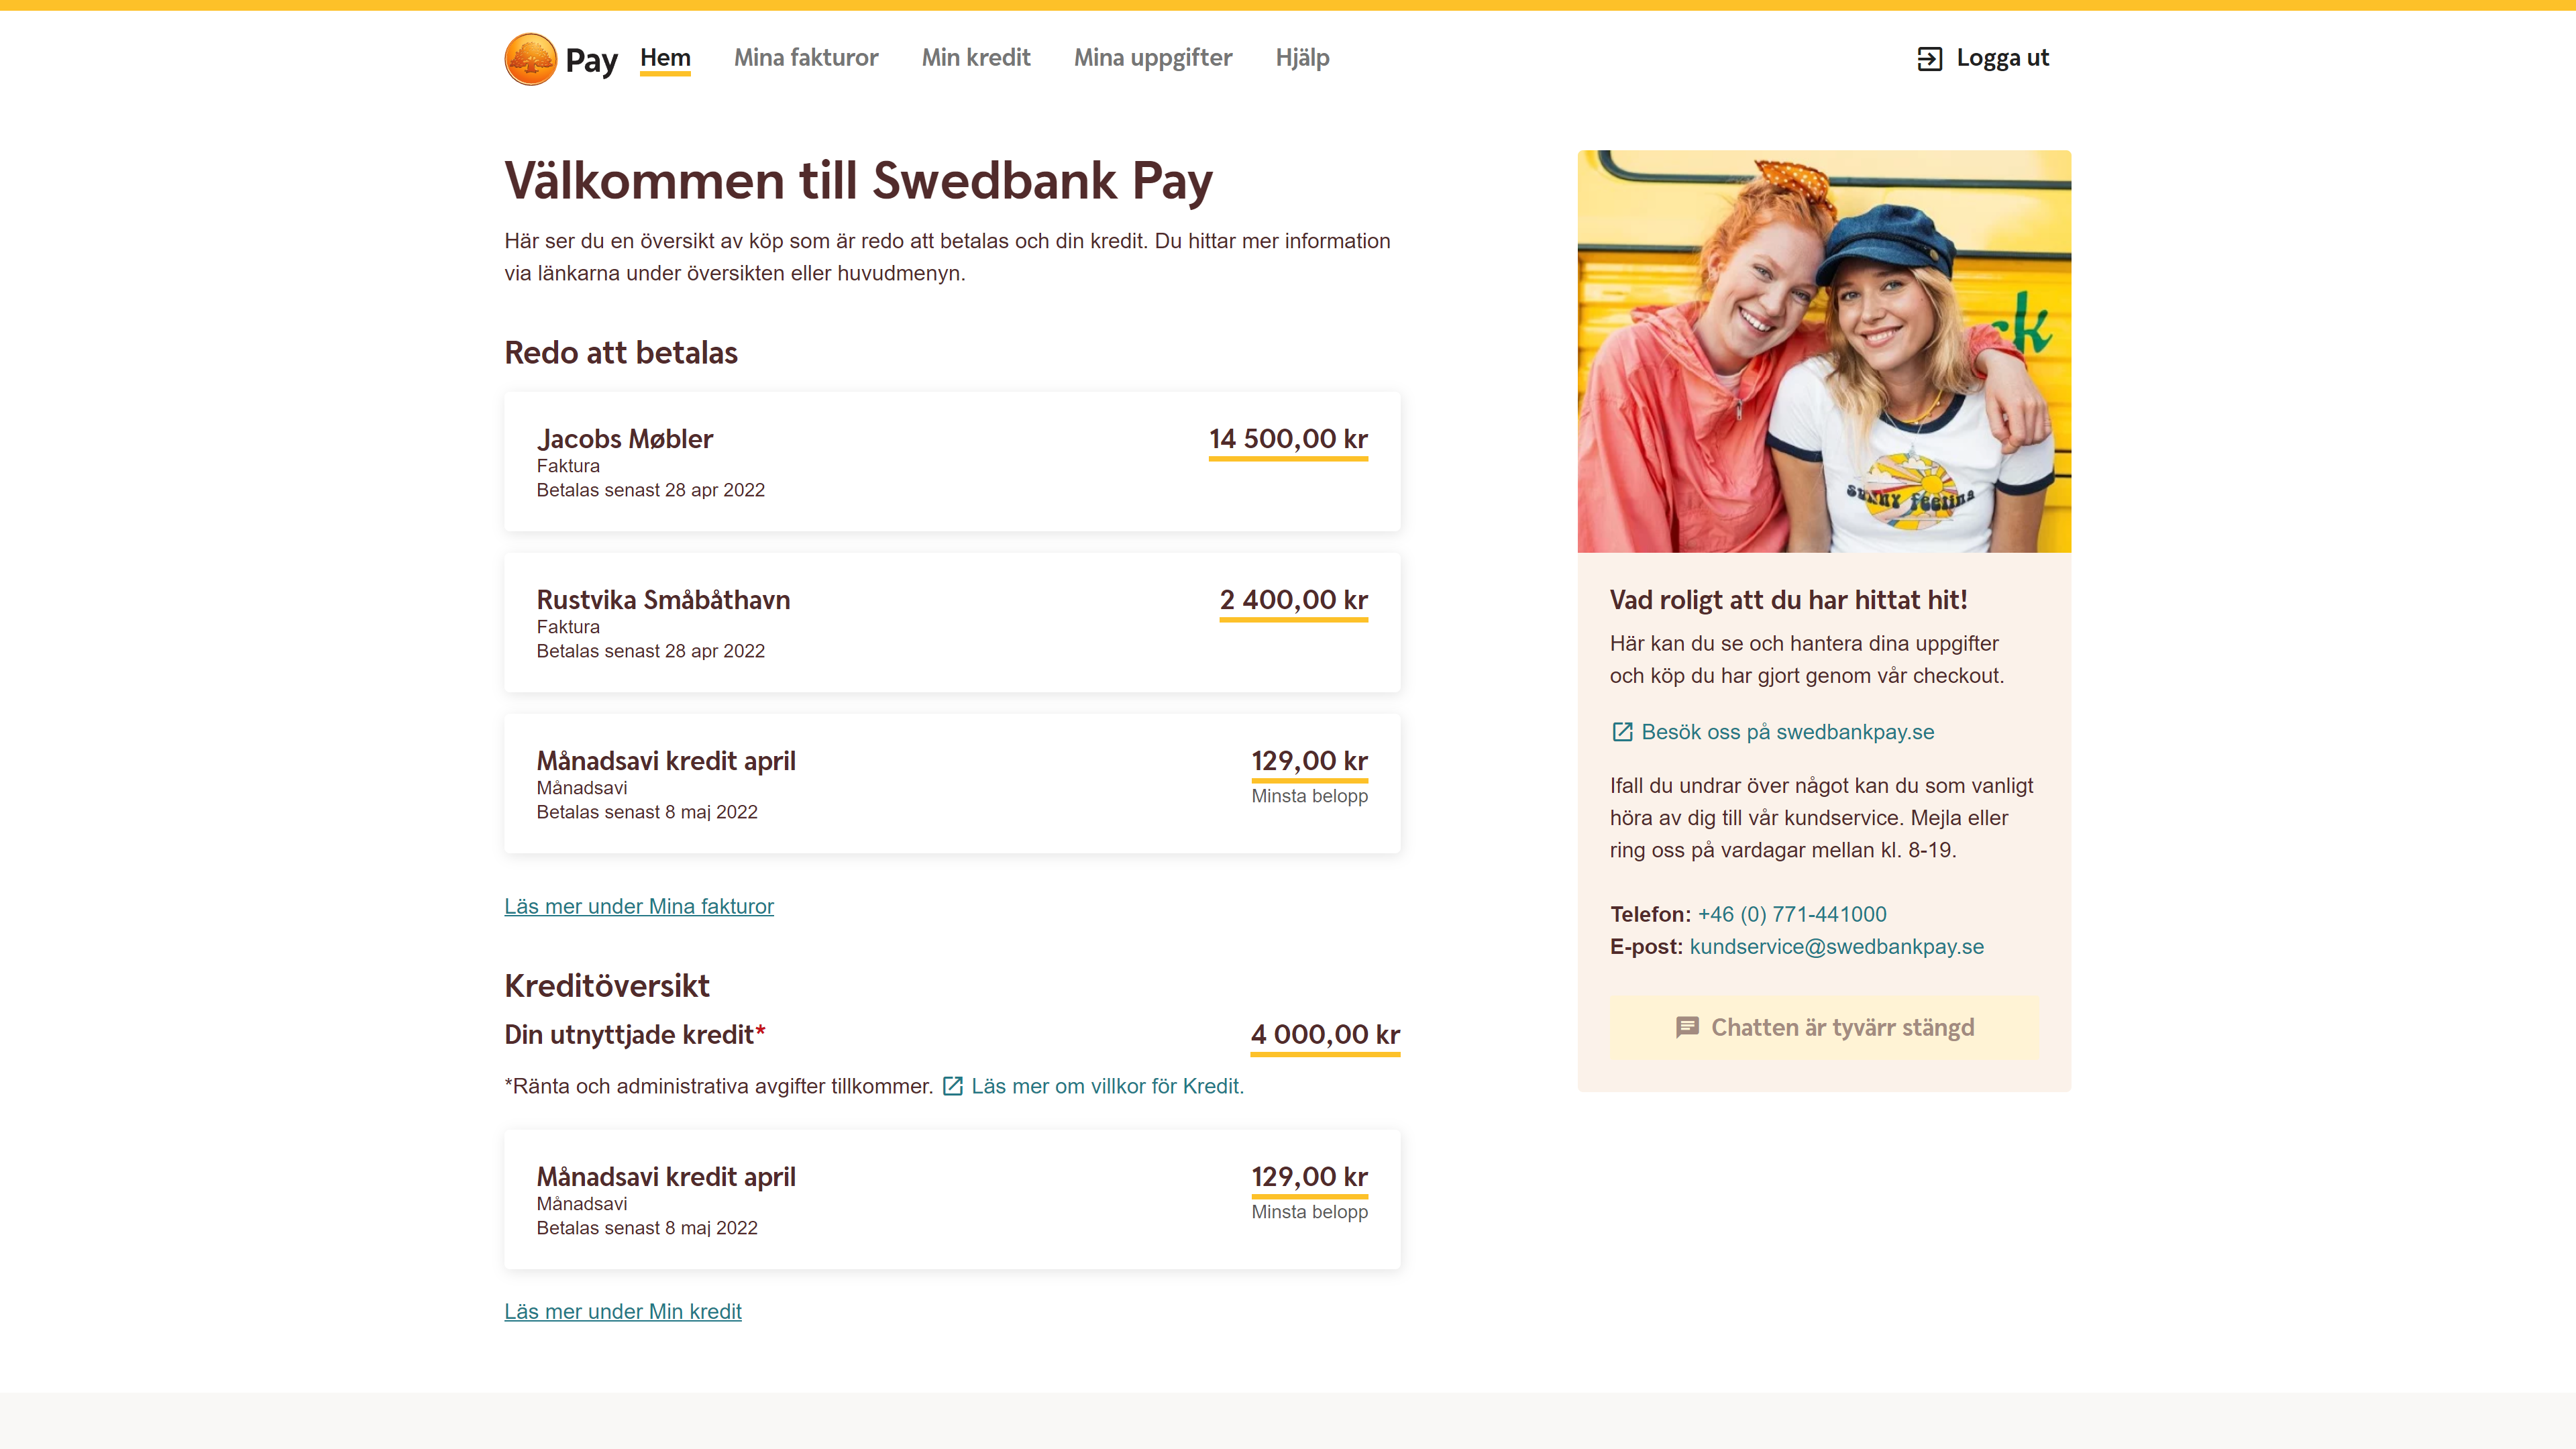 Pay
Hem
Mina fakturor
Min kredit
Mina uppgifter
Hjälp
Logga ut
Välkommen till Swedbank Pay
Här ser du en översikt av köp som är redo att betalas och din kredit. Du hittar mer information
via länkarna under översikten eller huvudmenyn.
Redo att betalas
Jacobs Møbler
14 500,00 kr
Faktura
Betalas senast 28 apr 2022
Rustvika Småbåthavn
2 400,00 kr
Faktura
Betalas senast 28 apr 2022
Månadsavi kredit april
129,00 kr
Månadsavi
Minsta belopp
Betalas senast 8 maj 2022
Läs mer under Mina fakturor
Kreditöversikt
Din utnyttjade kredit*
4 000,00 kr
*Ränta och administrativa avgifter tillkommer. Läs mer om villkor för Kredit.
Månadsavi kredit april
129,00 kr
Månadsavi
Minsta belopp
Betalas senast 8 maj 2022
Läs mer under Min kredit
sunny feeling
Vad roligt att du har hittat hit!
Här kan du se och hantera dina uppgifter
och köp du har gjort genom vår checkout.
Besök oss på swedbankpay.se
Ifall du undrar över något kan du som vanligt
höra av dig till vår kundservice. Mejla eller
ring oss på vardagar mellan kl. 8-19.
Telefon: +46 (0) 771-441000
E-post: kundservice@swedbankpay.se
Chatten är tyvärr stängd